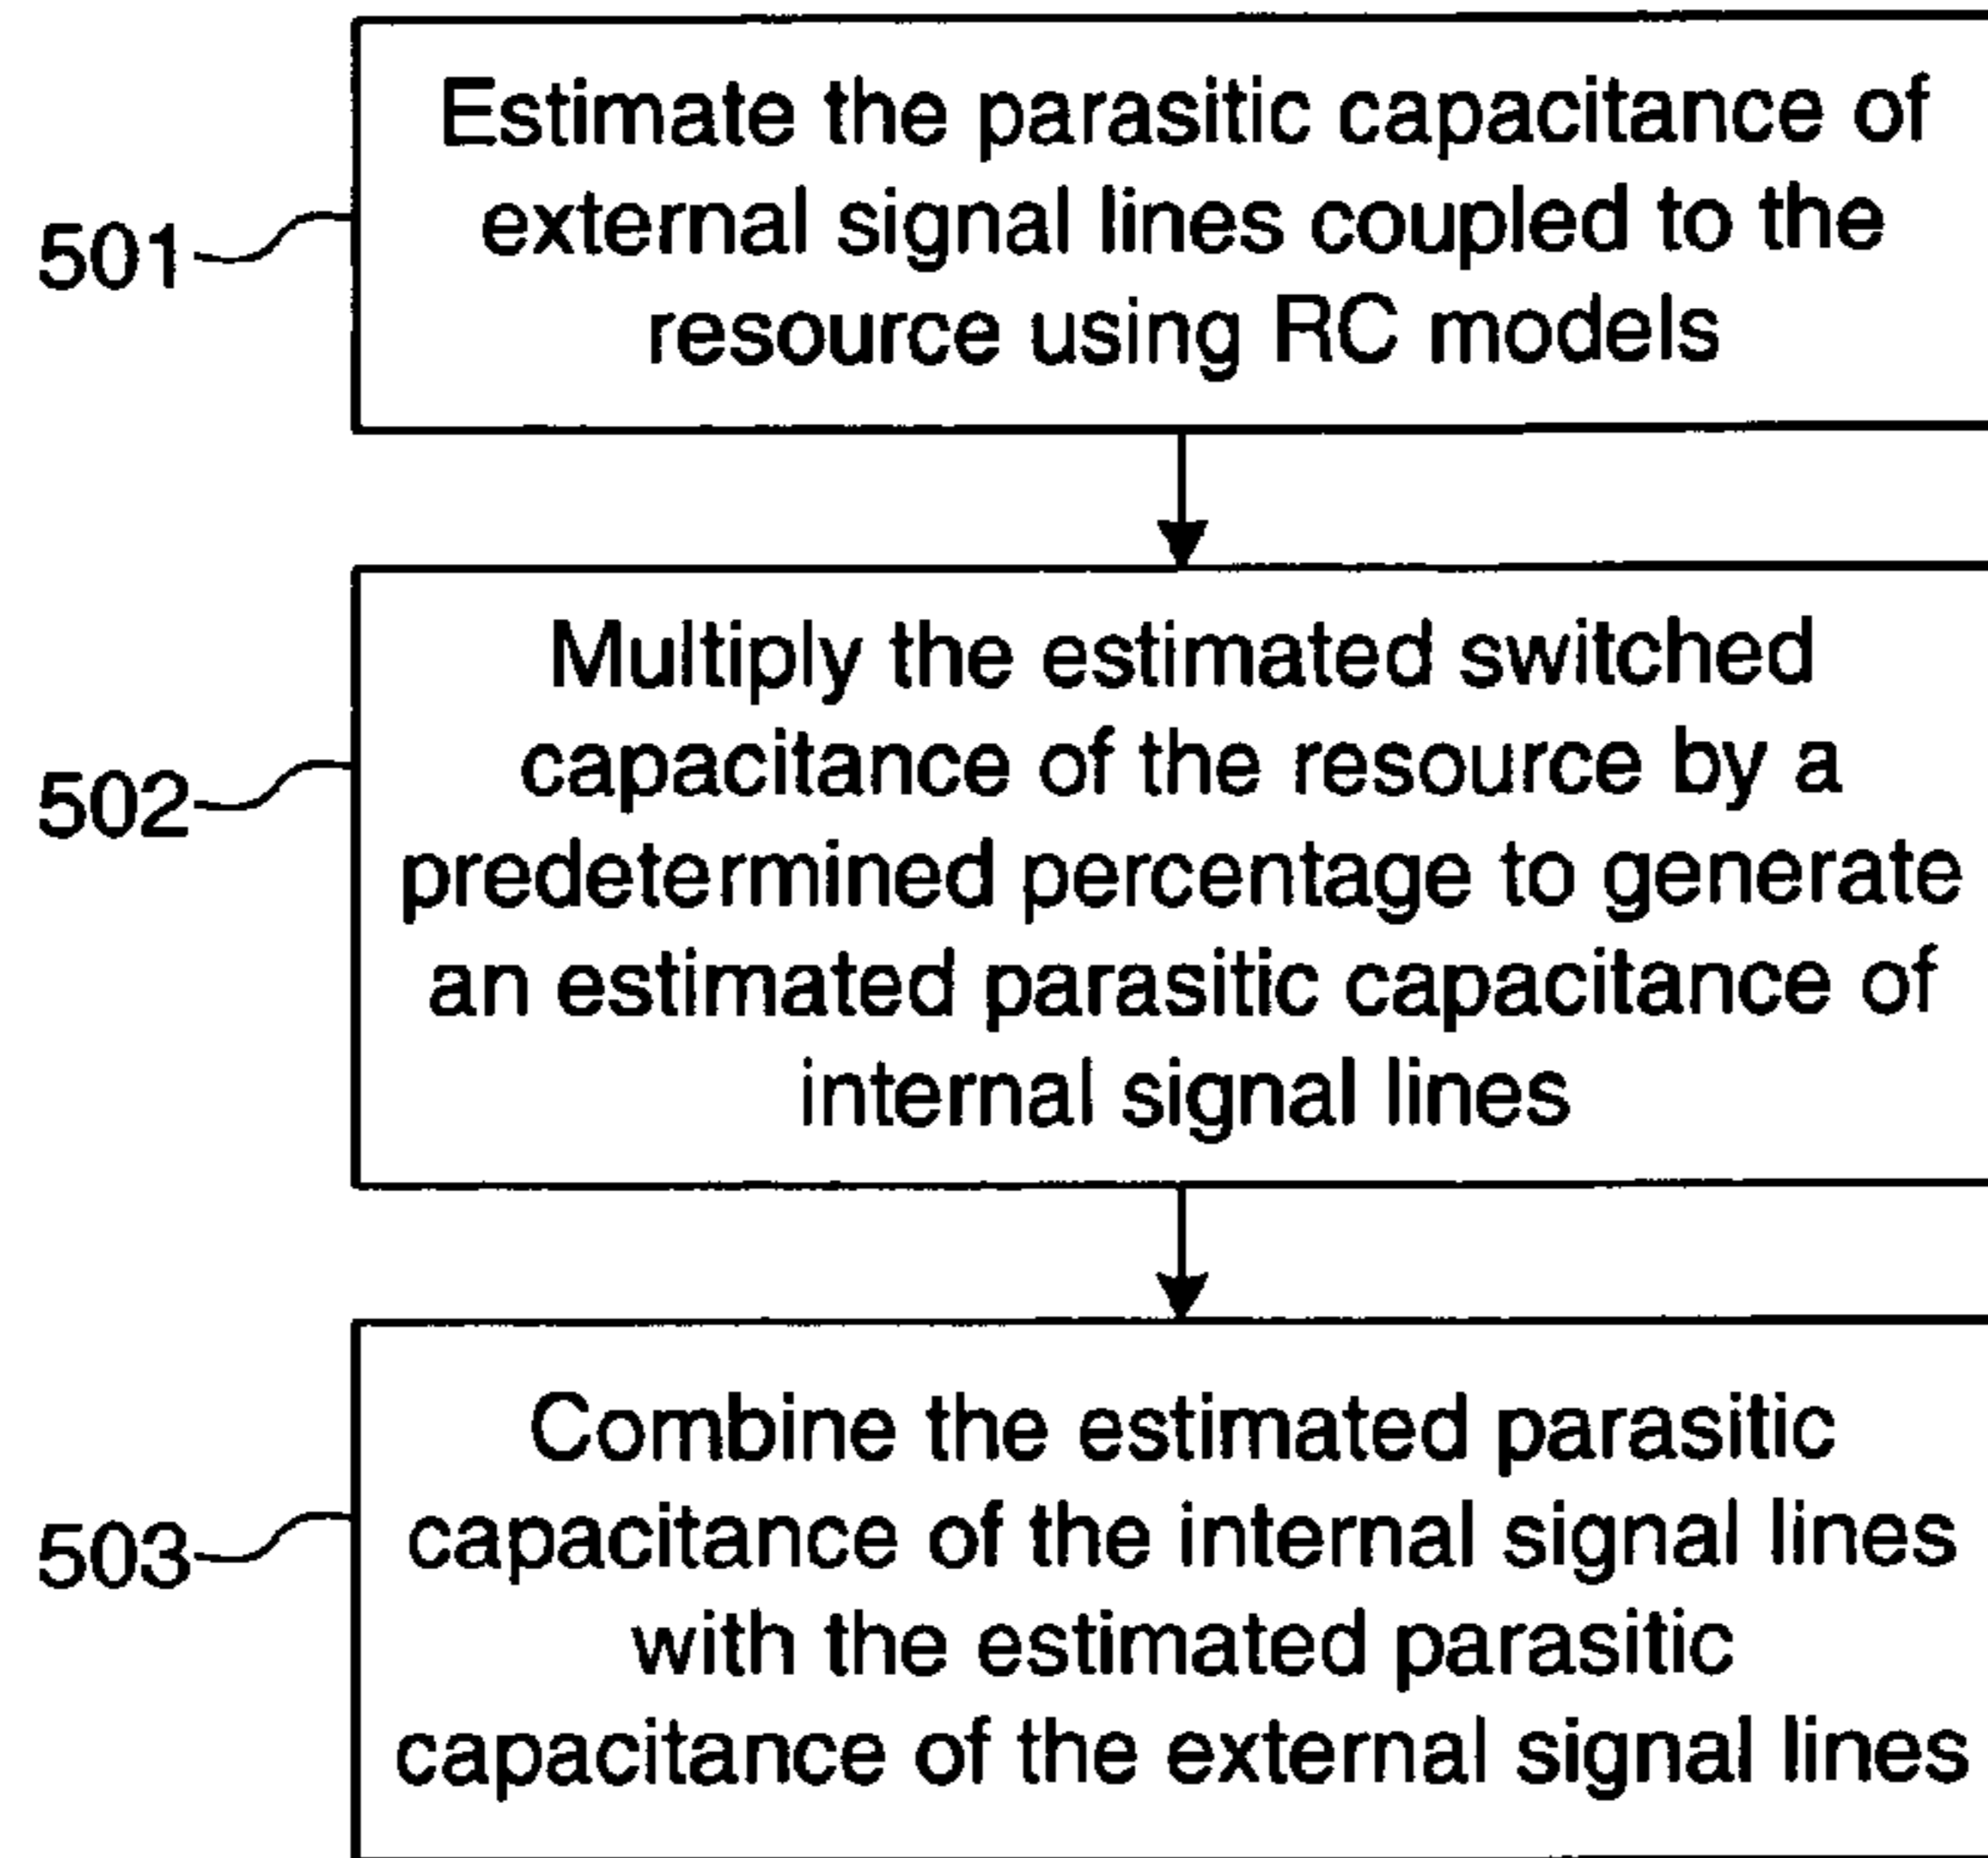 501
Estimate the parasitic capacitance of
external signal lines coupled to the
resource using RC models
502
Multiply the estimated switched
capacitance of the resource by a
predetermined percentage to generate
an estimated parasitic capacitance of
internal signal lines
503
Combine the estimated parasitic
capacitance of the internal signal lines
with the estimated parasitic
capacitance of the external signal lines